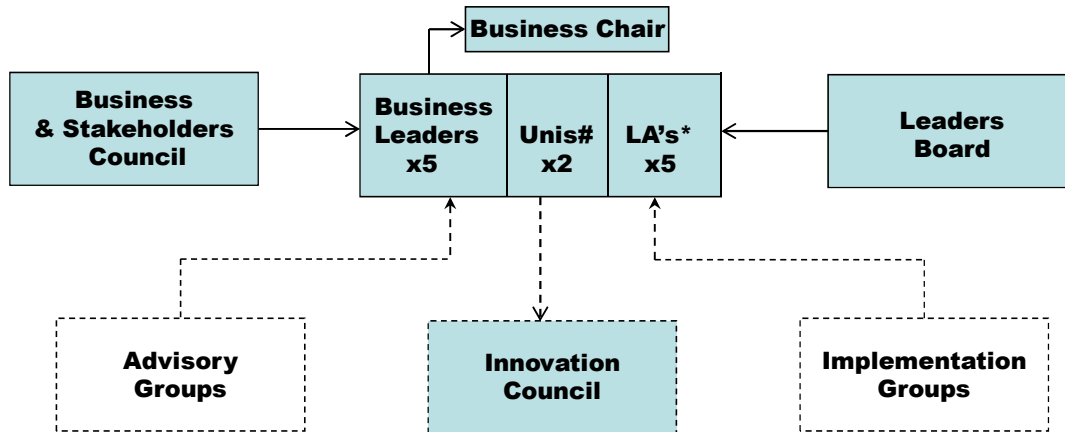 Business Chair
Business
& Stakeholders
Council
Business
Leaders
x5
Unis#
x2
LA's*
x5
Leaders
Board
Advisory
Groups
Innovation
Council
Implementation
Groups